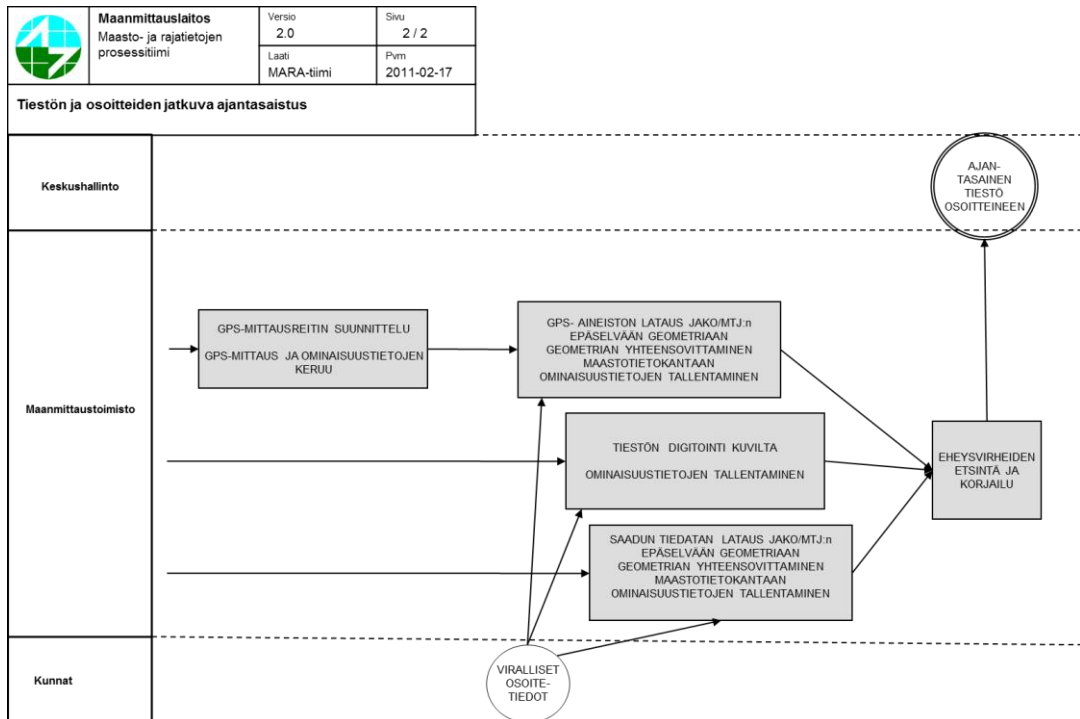 Maanmittauslaitos
Maasto- ja rajatietojen
prosessitiimi
Versio
2.0
Sivu
2 / 2
Laati
MARA-tiimi
Pvm
2011-02-17
Tiestön ja osoitteiden jatkuva ajantasaistus
Keskushallinto
AJAN-
TASAINEN
TIESTÖ
OSOITTEINEEN
Maanmittaustoimisto
GPS-MITTAUSREITIN SUUNNITTELU
GPS-MITTAUS JA OMINAISUUSTIETOJEN
KERUU
GPS- AINEISTON LATAUS JAKO/MTJ:n
EPÄSELVÄÄN GEOMETRIAAN
GEOMETRIAN YHTEENSOVITTAMINEN
MAASTOTIETOKANTAAN
OMINAISUUSTIETOJEN TALLENTAMINEN
TIESTÖN DIGITOINTI KUVILTA
OMINAISUUSTIETOJEN TALLENTAMINEN
SAADUN TIEDATAN LATAUS JAKO/MTJ:n
EPÄSELVÄÄN GEOMETRIAAN
GEOMETRIAN YHTEENSOVITTAMINEN
MAASTOTIETOKANTAAN
OMINAISUUSTIETOJEN TALLENTAMINEN
EHEYSVIRHEIDEN
ETSINTÄ JA
KORJAILU
Kunnat
VIRALLISET
OSOITE-
TIEDOT